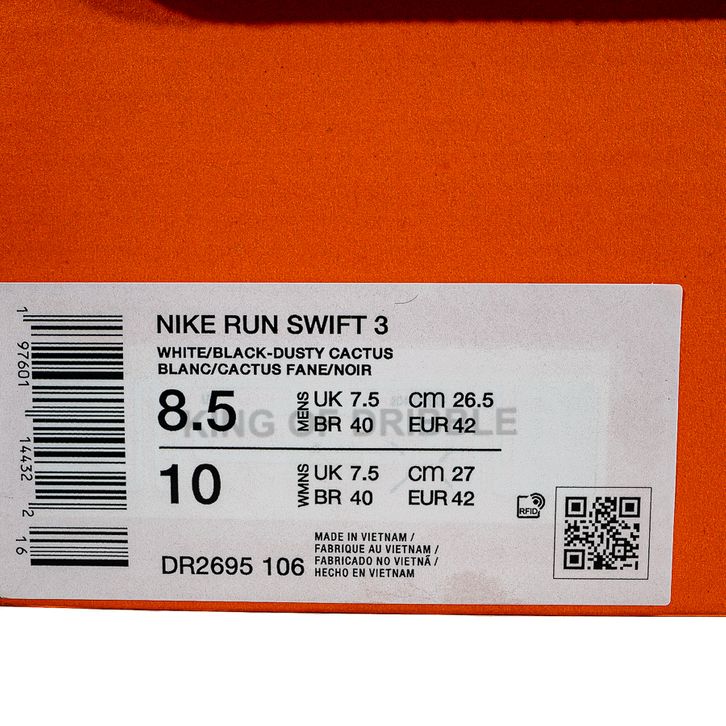 NIKE RUN SWIFT 3
WHITE/BLACK-DUSTY CACTUS
BLANC/CACTUS FANE/NOIR
8.5 MENS UK 7.5 CM 26.5
BR 40 EUR 42
KING OF DRIBBLE
10 WMNS UK 7.5 CM 27
BR 40 EUR 42
RFID
DR2695 106
MADE IN VIETNAM /
FABRIQUE AU VIETNAM /
FABRICADO NO VIETNÃ /
HECHO EN VIETNAM
1 97601 14432 2 16